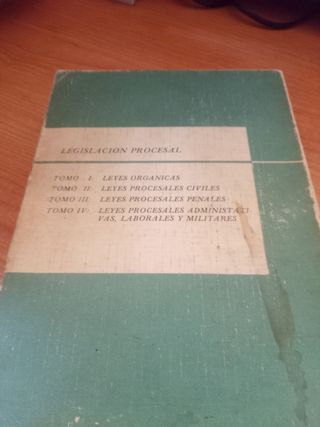 LEGISLACION PROCESAL
TOMO I: LEYES ORGANICAS
TOMO II: LEYES PROCESALES CIVILES
TOMO III: LEYES PROCESALES PENALES
TOMO IV: LEYES PROCESALES ADMINISTATI-
VAS, LABORALES Y MILITARES